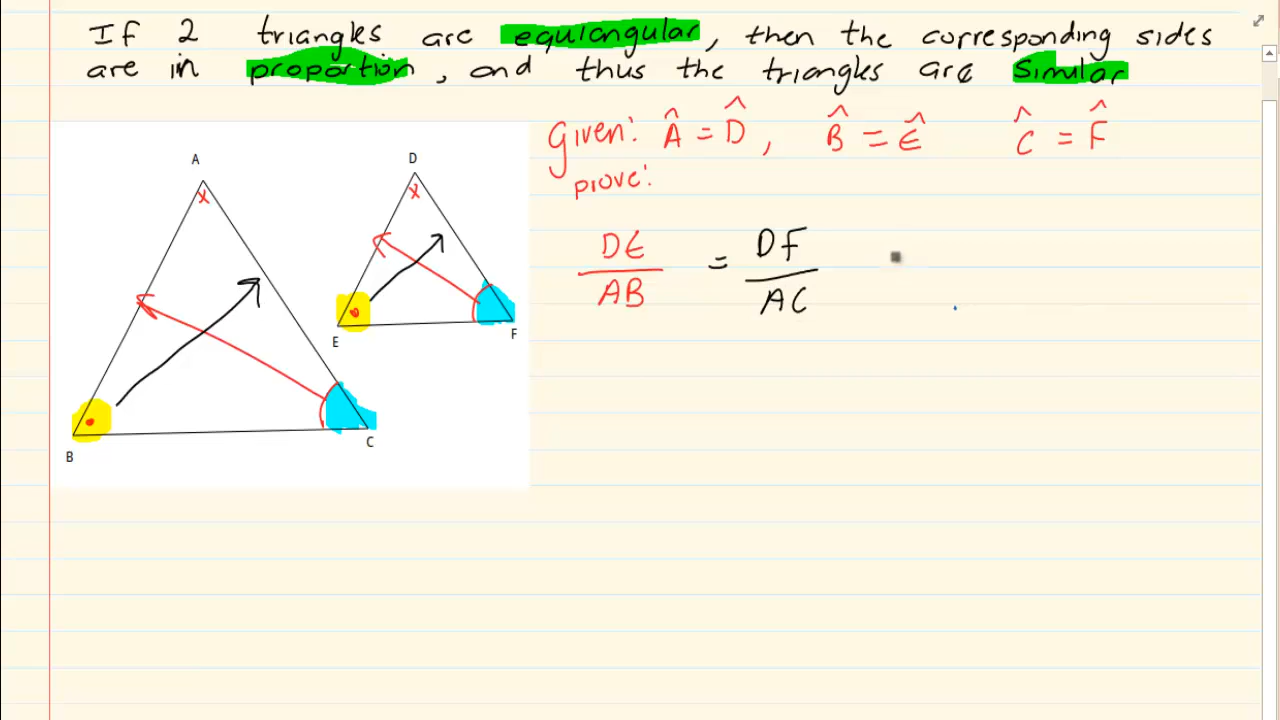 If 2 triangles are equiangular, then the corresponding sides
are in proportion, and thus the triangles are similar
Given: Â = D̂, B̂ = Ê Ĉ = F̂
prove:
DE/AB = DF/AC
A
x
B
C
D
x
E
F